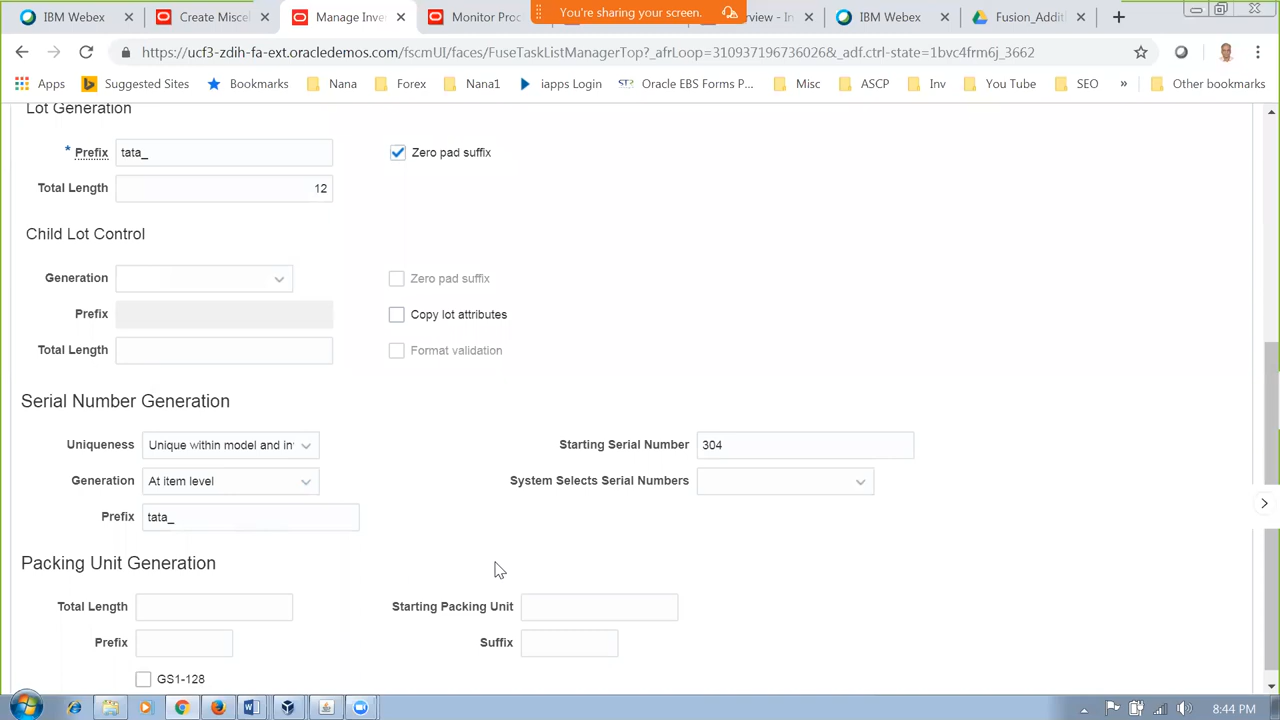 IBM Webex
Create Miscel
Manage Inve
Monitor Proc
You're sharing your screen.
rview - In
IBM Webex
Fusion_Additi
https://ucf3-zdih-fa-ext.oracledemos.com/fscmUI/faces/FuseTaskListManagerTop?_afrLoop=310937196736026&_adf.ctrl-state=1bvc4frm6j_3662
Apps
Suggested Sites
Bookmarks
Nana
Forex
Nana1
iapps Login
Oracle EBS Forms P...
Misc
ASCP
Inv
You Tube
SEO
»
Other bookmarks
Lot Generation
* Prefix tata_
Zero pad suffix
Total Length 12
Child Lot Control
Generation
Zero pad suffix
Prefix
Copy lot attributes
Total Length
Format validation
Serial Number Generation
Uniqueness Unique within model and in
Starting Serial Number 304
Generation At item level
System Selects Serial Numbers
Prefix tata_
Packing Unit Generation
Total Length
Starting Packing Unit
Prefix
Suffix
GS1-128
8:44 PM